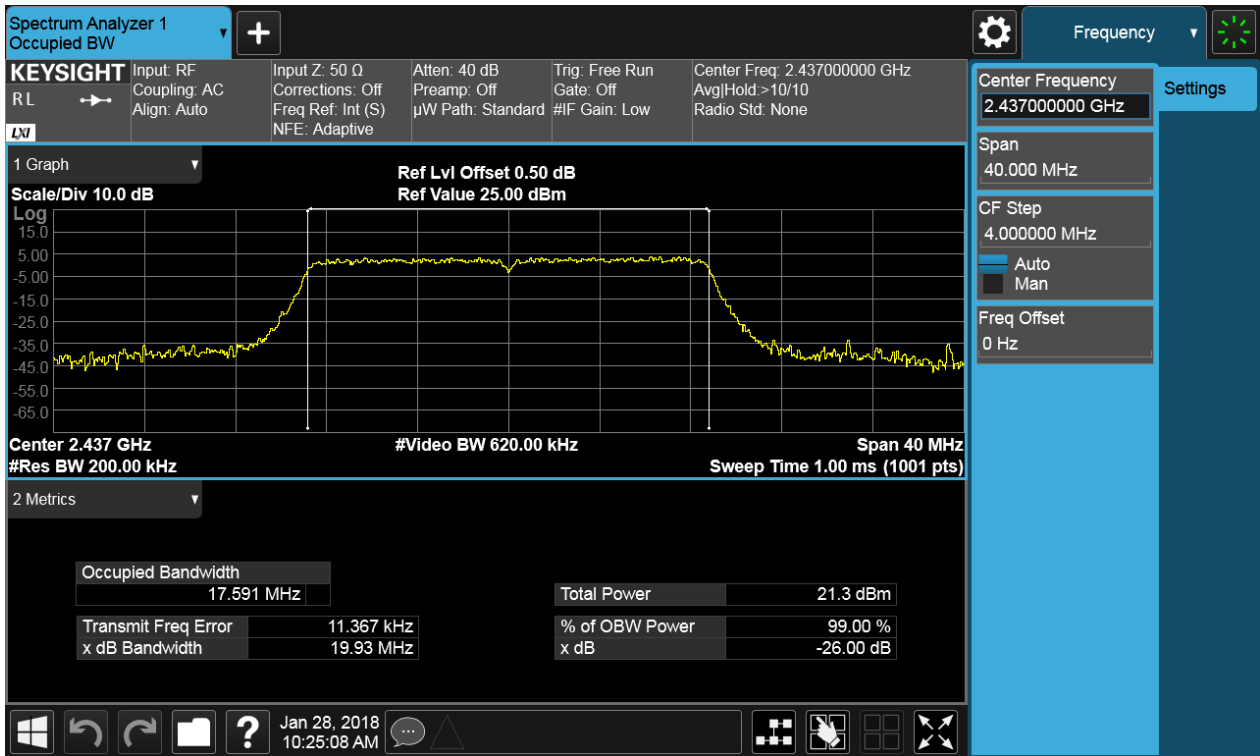 Spectrum Analyzer 1
Occupied BW
+
Frequency
KEYSIGHT
R L
LXI
Input: RF
Coupling: AC
Align: Auto
Input Z: 50 Ω
Corrections: Off
Freq Ref: Int (S)
NFE: Adaptive
Atten: 40 dB
Preamp: Off
µW Path: Standard
Trig: Free Run
Gate: Off
#IF Gain: Low
Center Freq: 2.437000000 GHz
Avg|Hold:>10/10
Radio Std: None
Center Frequency
2.437000000 GHz
Settings
Span
40.000 MHz
CF Step
4.000000 MHz
Auto
Man
Freq Offset
0 Hz
1 Graph
Scale/Div 10.0 dB
Ref Lvl Offset 0.50 dB
Ref Value 25.00 dBm
Log
15.0
5.00
-5.00
-15.0
-25.0
-35.0
-45.0
-55.0
-65.0
Center 2.437 GHz
#Video BW 620.00 kHz
Span 40 MHz
#Res BW 200.00 kHz
Sweep Time 1.00 ms (1001 pts)
2 Metrics
Occupied Bandwidth
17.591 MHz
Total Power 21.3 dBm
Transmit Freq Error 11.367 kHz
% of OBW Power 99.00 %
x dB Bandwidth 19.93 MHz
x dB -26.00 dB
?
Jan 28, 2018
10:25:08 AM